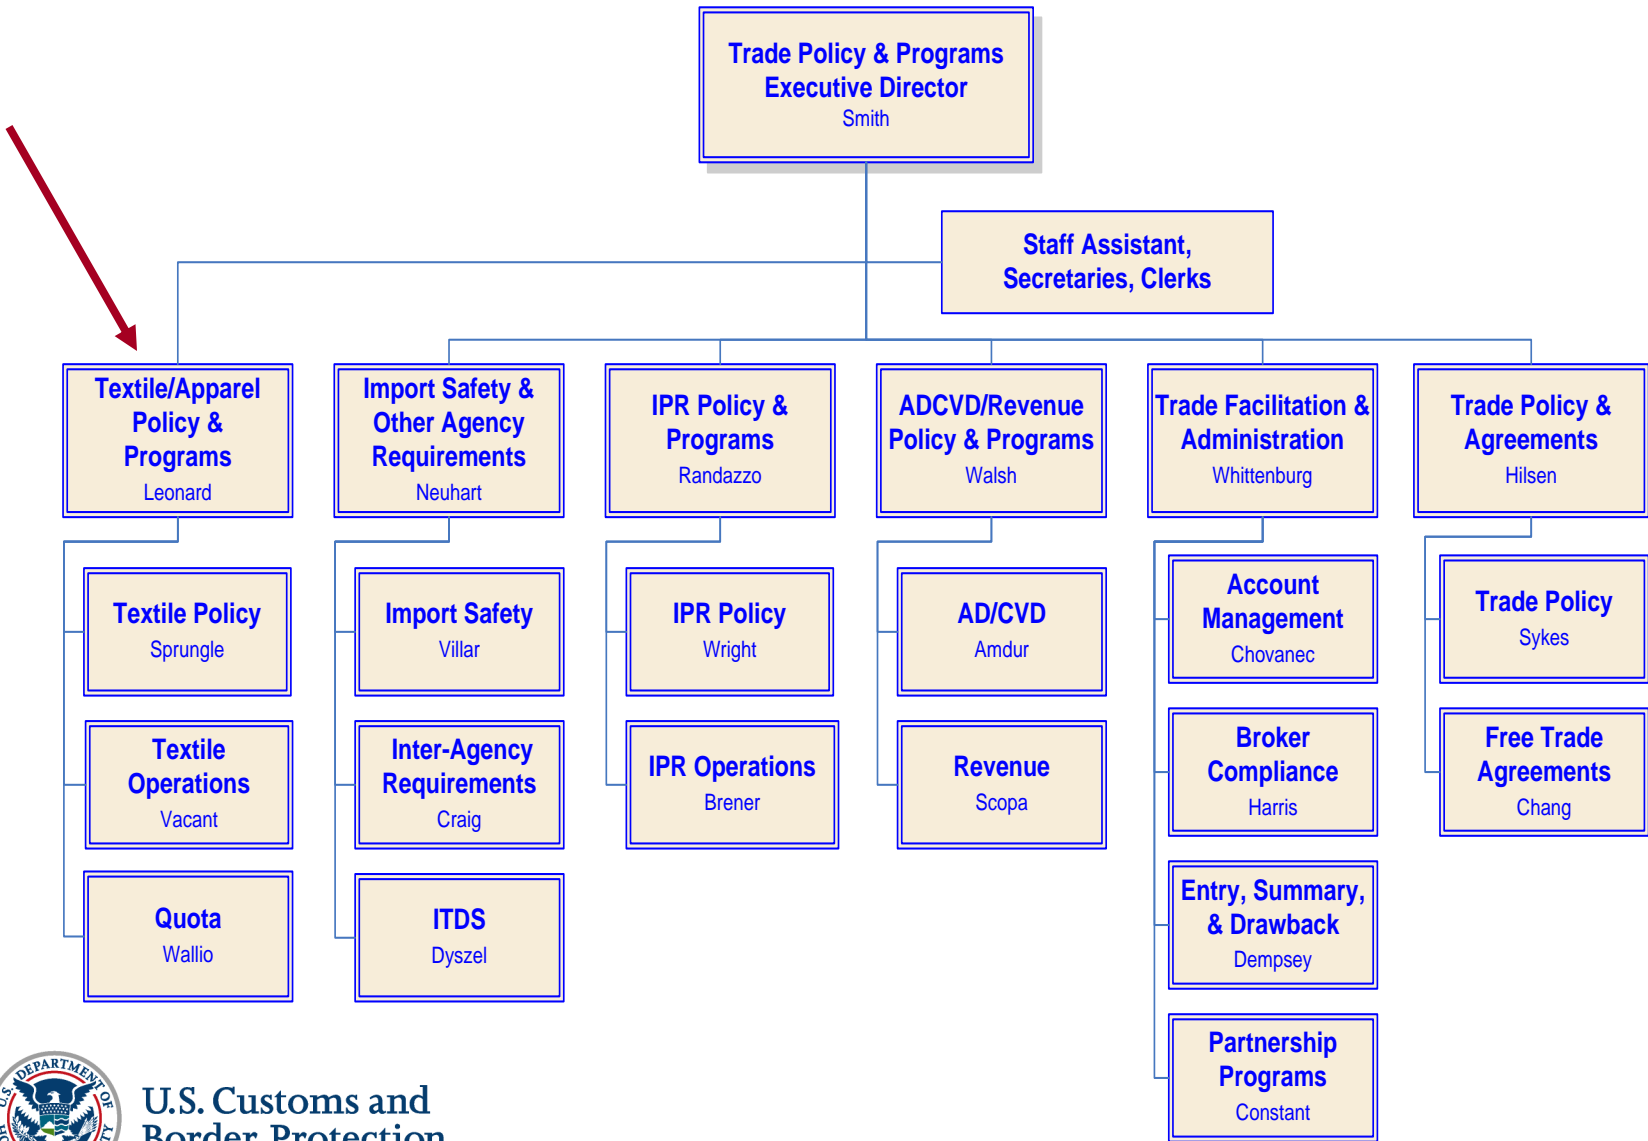 Trade Policy & Programs
Executive Director
Smith
Staff Assistant,
Secretaries, Clerks
Textile/Apparel
Policy &
Programs
Leonard
Import Safety &
Other Agency
Requirements
Neuhart
IPR Policy &
Programs
Randazzo
ADCVD/Revenue
Policy & Programs
Walsh
Trade Facilitation &
Administration
Whittenburg
Trade Policy &
Agreements
Hilsen
Textile Policy
Sprungle
Import Safety
Villar
IPR Policy
Wright
AD/CVD
Amdur
Account
Management
Chovanec
Trade Policy
Sykes
Textile
Operations
Vacant
Inter-Agency
Requirements
Craig
IPR Operations
Brener
Revenue
Scopa
Broker
Compliance
Harris
Free Trade
Agreements
Chang
Quota
Wallio
ITDS
Dyszel
Entry, Summary,
& Drawback
Dempsey
Partnership
Programs
Constant
U.S. DEPARTMENT OF
U.S. Customs and
Border Protection